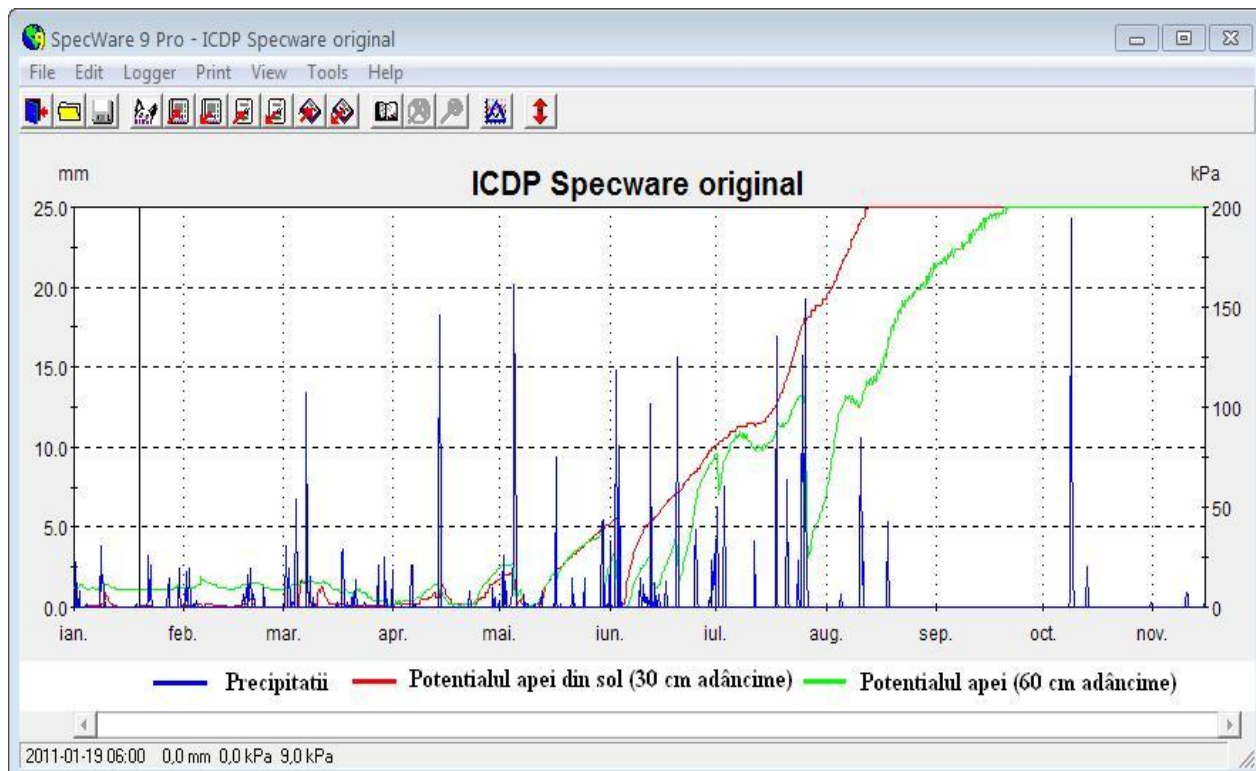 SpecWare 9 Pro - ICDP Specware original
File Edit Logger Print View Tools Help
mm
ICDP Specware original
kPa
25.0
200
20.0
150
15.0
100
10.0
50
5.0
0.0
0
ian. feb. mar. apr. mai. iun. iul. aug. sep. oct. nov.
Precipitatii Potentialul apei din sol (30 cm adâncime) Potentialul apei (60 cm adâncime)
2011-01-19 06:00 0,0 mm 0,0 kPa 9,0 kPa